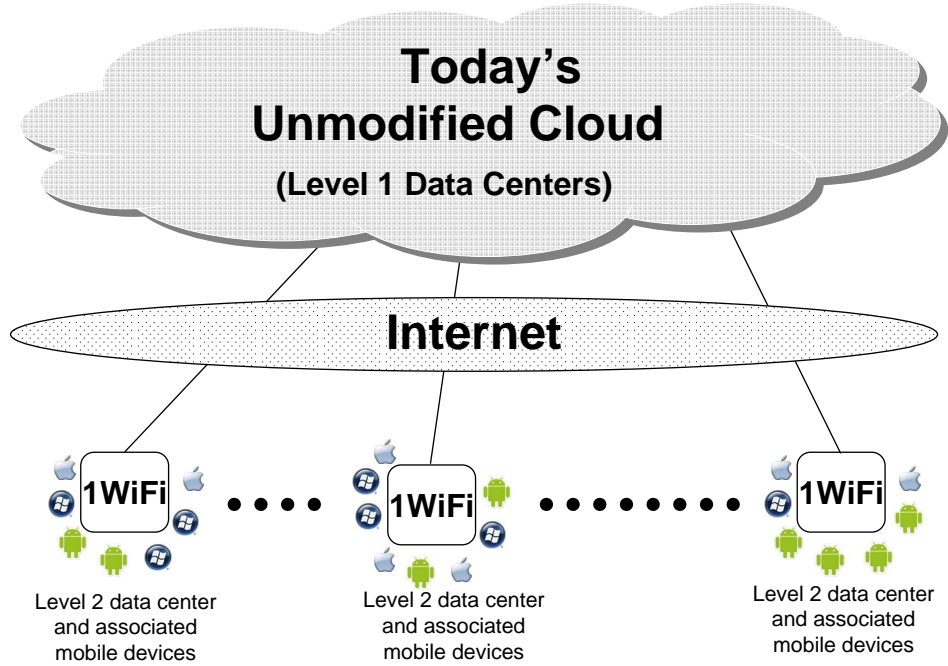 Today’s
Unmodified Cloud
(Level 1 Data Centers)
Internet
1WiFi
1WiFi
1WiFi
Level 2 data center
and associated
mobile devices
Level 2 data center
and associated
mobile devices
Level 2 data center
and associated
mobile devices